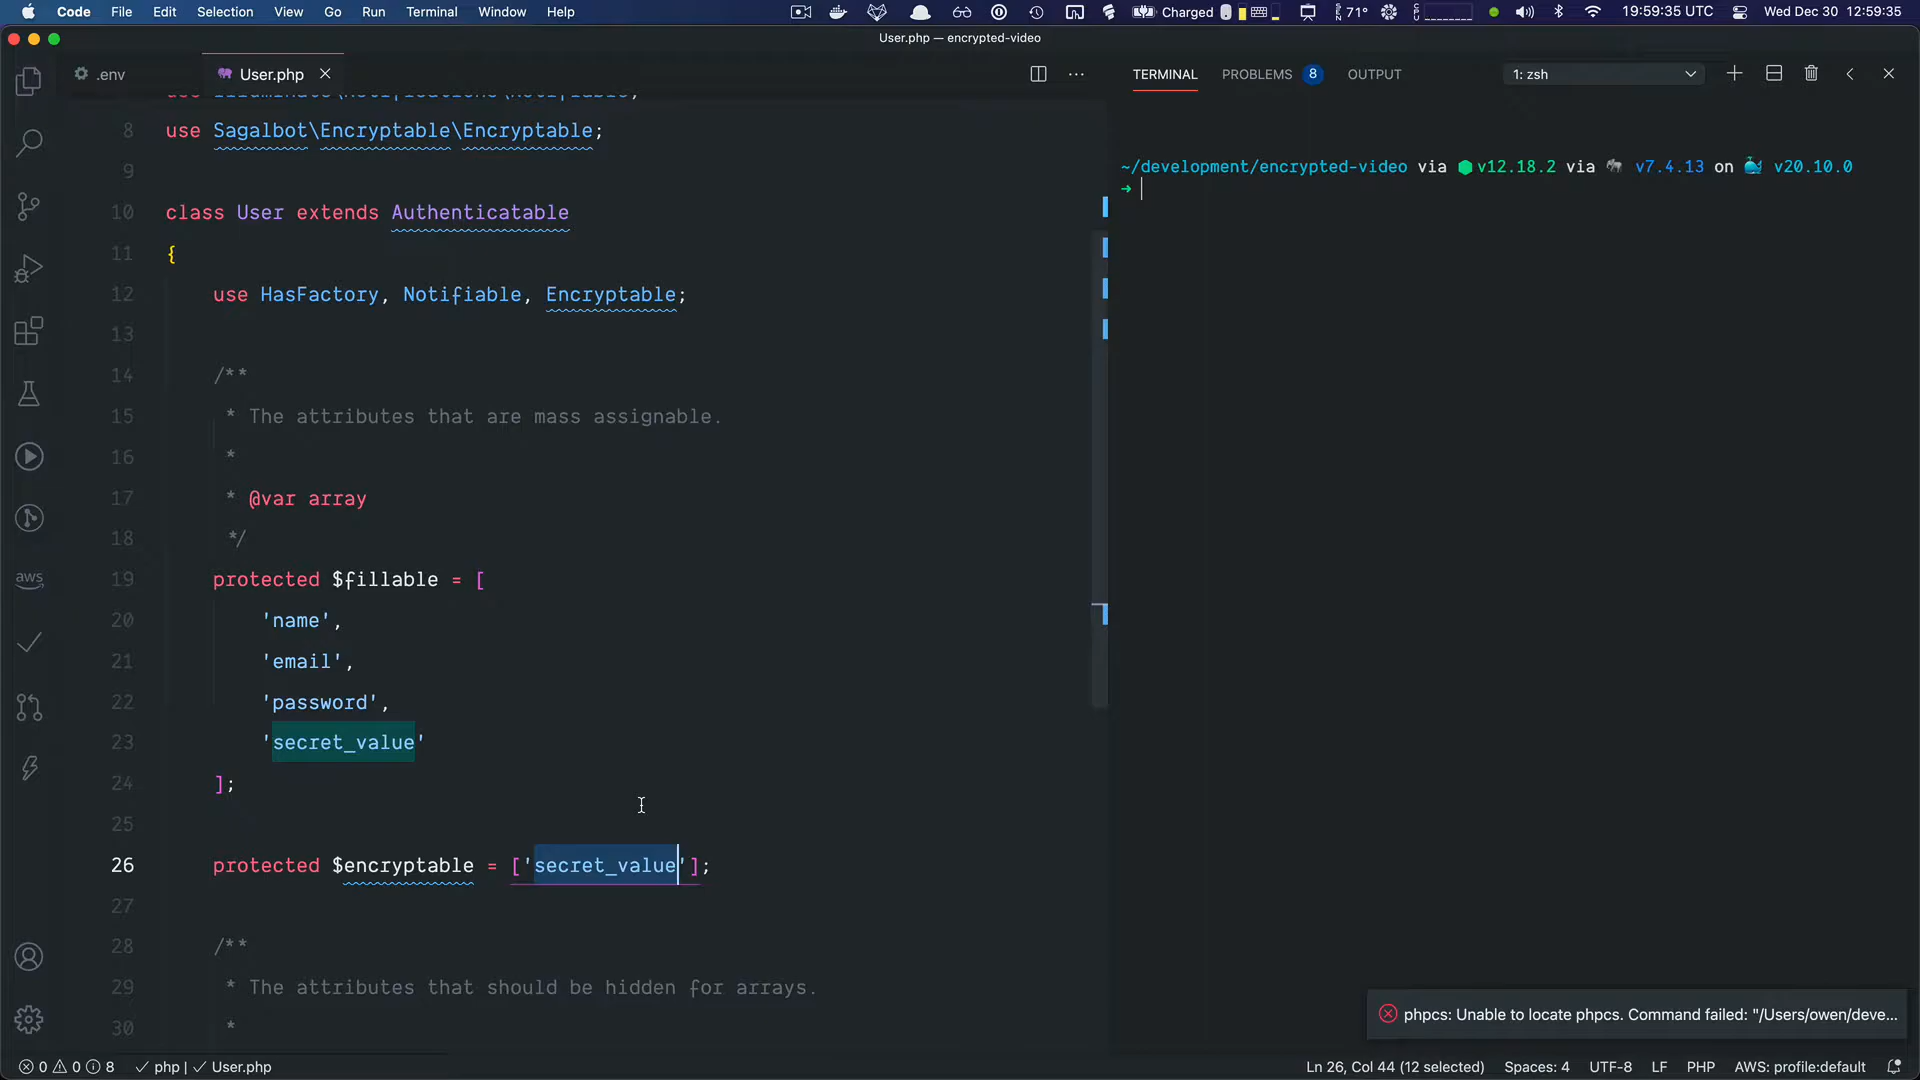 Code File Edit Selection View Go Run Terminal Window Help Charged 71° 19:59:35 UTC Wed Dec 30 12:59:35
User.php — encrypted-video
.env User.php
TERMINAL PROBLEMS 8 OUTPUT 1: zsh
use Illuminate\Notifications\Notifiable;
8 use Sagalbot\Encryptable\Encryptable;
9
10 class User extends Authenticatable
11 {
12 use HasFactory, Notifiable, Encryptable;
13
14 /**
15 * The attributes that are mass assignable.
16 *
17 * @var array
18 */
19 protected $fillable = [
20 'name',
21 'email',
22 'password',
23 'secret_value'
24 ];
25
26 protected $encryptable = ['secret_value'];
27
28 /**
29 * The attributes that should be hidden for arrays.
30 *
~/development/encrypted-video via v12.18.2 via v7.4.13 on v20.10.0
➜
aws
phpcs: Unable to locate phpcs. Command failed: "/Users/owen/deve...
0 0 8 php | User.php
Ln 26, Col 44 (12 selected) Spaces: 4 UTF-8 LF PHP AWS: profile:default